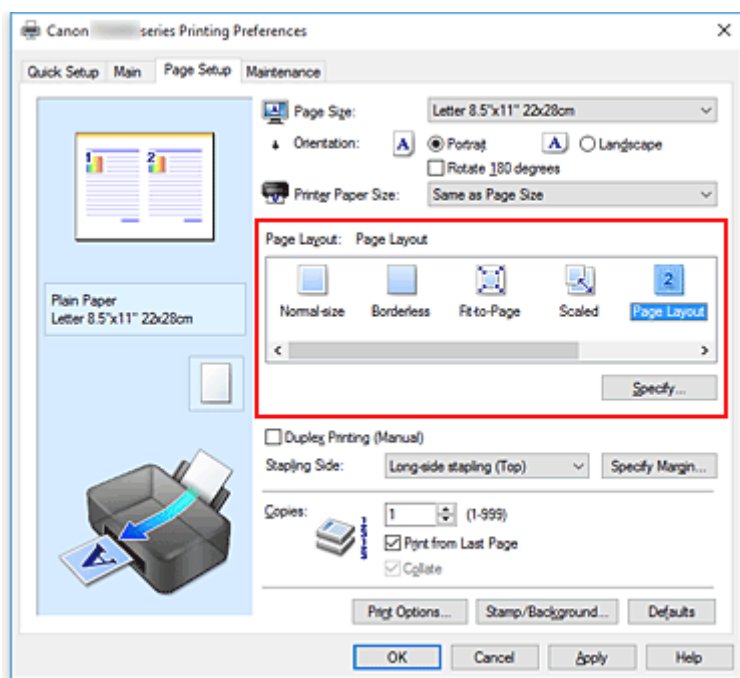 Canon series Printing Preferences
Quick Setup Main Page Setup Maintenance
1 2
Plain Paper
Letter 8.5"x11" 22x28cm
Page Size: Letter 8.5"x11" 22x28cm
Orientation: A Portrait A Landscape
Rotate 180 degrees
Printer Paper Size: Same as Page Size
Page Layout: Page Layout
2
Normal-size Borderless Fit-to-Page Scaled Page Layout
Specify...
Duplex Printing (Manual)
Stapling Side: Long-side stapling (Top) Specify Margin...
Copies: 1 (1-999)
Print from Last Page
Collate
A
Print Options... Stamp/Background... Defaults
OK Cancel Apply Help